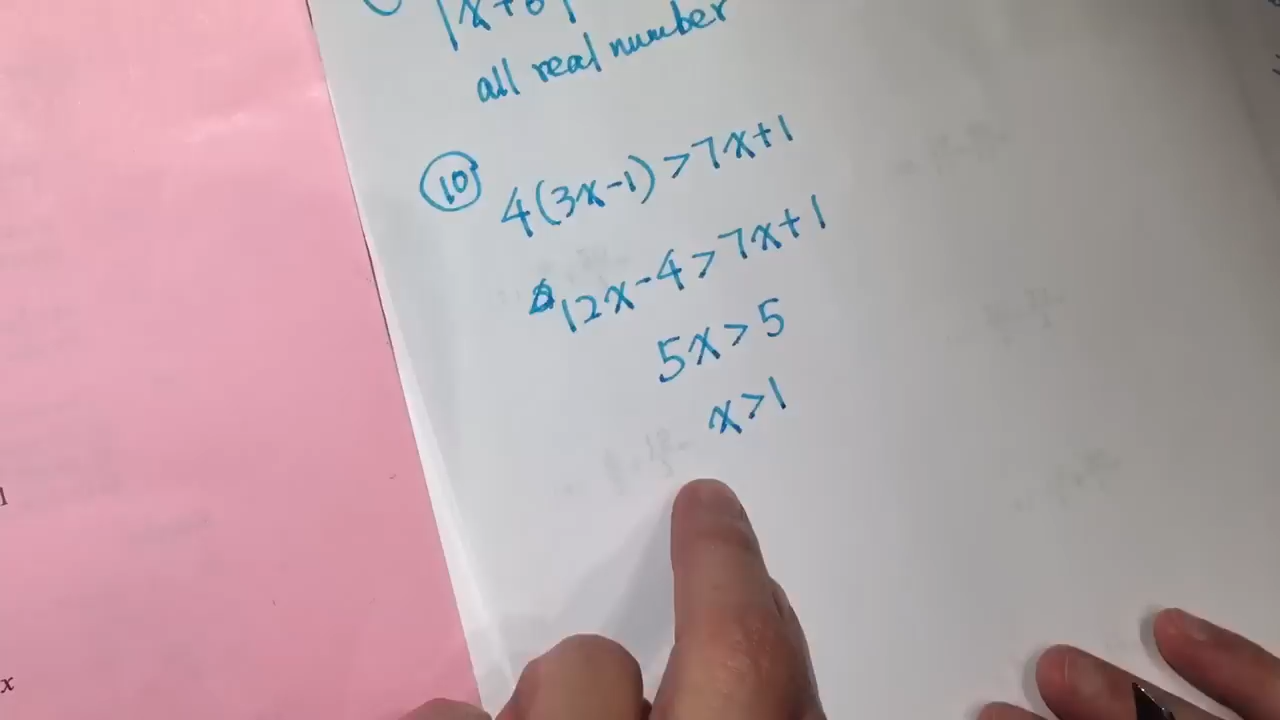 all real number
⑩ 4(3x-1)>7x+1
12x-4>7x+1
5x>5
x>1
x